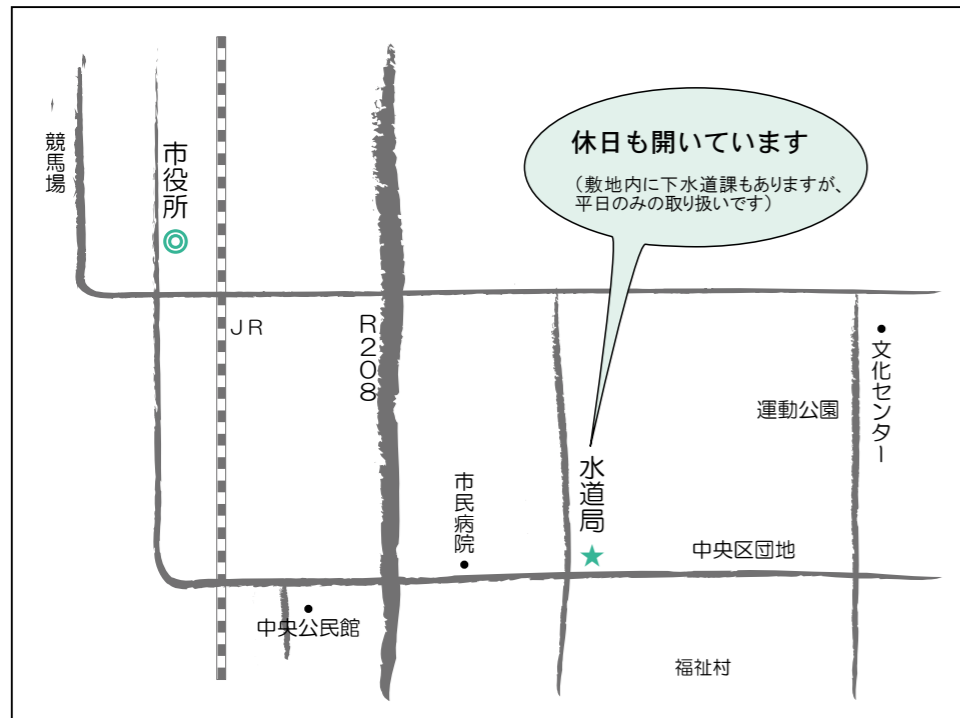 競馬場
市役所
休日も開いています
(敷地内に下水道課もありますが、
平日のみの取り扱いです)
JR
R208
文化センター
運動公園
水道局
市民病院
中央区団地
中央公民館
福祉村